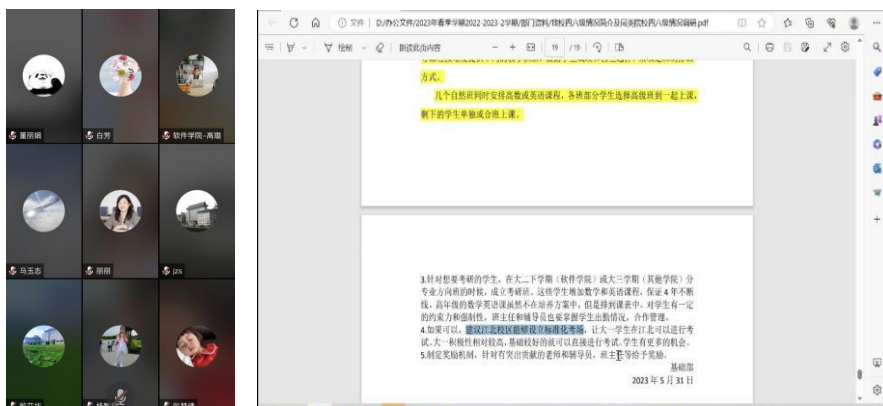 董丽娟
白芳
软件学院-高璐
马玉志
丽丽
jzs
文件
D:/办公文件/2023年春季学期2022-2023-2学期/部门资料/我校四六级情况简介及同类院校四六级情况调研.pdf
绘制
朗读此页内容
19
/19
方式。
几个自然班同时安排高数或英语课程，各班部分学生选择高级班到一起上课，
剩下的学生单独或合班上课。
3.针对想要考研的学生，在大二下学期（软件学院）或大三学期（其他学院）分
专业方向班的时候，成立考研班。这些学生增加数学和英语课程，保证 4 年不断
线。高年级的数学英语课虽然不在培养方案中，但是排到课表中，对学生有一定
的约束力和强制性，班主任和辅导员也要掌握学生出勤情况，合作管理。
4.如果可以，建议江北校区能够设立标准化考场，让大一学生在江北可以进行考
试。大一积极性相对较高，基础较好的就可以直接进行考试。学生有更多的机会。
5.制定奖励机制，针对有突出贡献的老师和辅导员，班主任等给予奖励。
基础部
2023 年 5 月 31 日